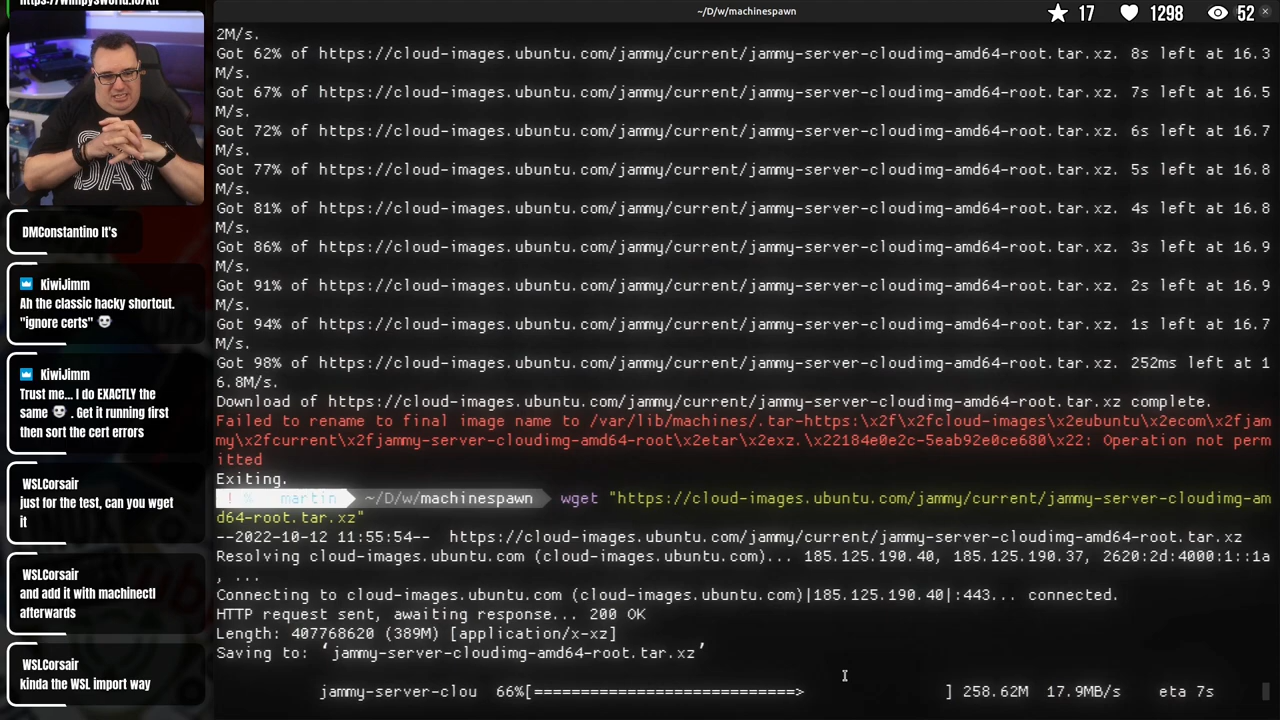 https://wimpysworld.io/kit
~/D/w/machinespawn
17
1298
52
DAY
DMConstantino It's
KiwiJimm
Ah the classic hacky shortcut.
"ignore certs"
KiwiJimm
Trust me... I do EXACTLY the
same . Get it running first
then sort the cert errors
WSLCorsair
just for the test, can you wget
it
WSLCorsair
and add it with machinectl
afterwards
WSLCorsair
kinda the WSL import way
2M/s.
Got 62% of https://cloud-images.ubuntu.com/jammy/current/jammy-server-cloudimg-amd64-root.tar.xz. 8s left at 16.3
M/s.
Got 67% of https://cloud-images.ubuntu.com/jammy/current/jammy-server-cloudimg-amd64-root.tar.xz. 7s left at 16.5
M/s.
Got 72% of https://cloud-images.ubuntu.com/jammy/current/jammy-server-cloudimg-amd64-root.tar.xz. 6s left at 16.7
M/s.
Got 77% of https://cloud-images.ubuntu.com/jammy/current/jammy-server-cloudimg-amd64-root.tar.xz. 5s left at 16.8
M/s.
Got 81% of https://cloud-images.ubuntu.com/jammy/current/jammy-server-cloudimg-amd64-root.tar.xz. 4s left at 16.8
M/s.
Got 86% of https://cloud-images.ubuntu.com/jammy/current/jammy-server-cloudimg-amd64-root.tar.xz. 3s left at 16.9
M/s.
Got 91% of https://cloud-images.ubuntu.com/jammy/current/jammy-server-cloudimg-amd64-root.tar.xz. 2s left at 16.9
M/s.
Got 94% of https://cloud-images.ubuntu.com/jammy/current/jammy-server-cloudimg-amd64-root.tar.xz. 1s left at 16.7
M/s.
Got 98% of https://cloud-images.ubuntu.com/jammy/current/jammy-server-cloudimg-amd64-root.tar.xz. 252ms left at 1
6.8M/s.
Download of https://cloud-images.ubuntu.com/jammy/current/jammy-server-cloudimg-amd64-root.tar.xz complete.
Failed to rename to final image name to /var/lib/machines/.tar-https:\x2f\x2fcloud-images\x2eubuntu\x2ecom\x2fjam
my\x2fcurrent\x2fjammy-server-cloudimg-amd64-root\x2etar\x2exz.\x22184e0e2c-5eab92e0ce680\x22: Operation not perm
itted
Exiting.
! % martin ~/D/w/machinespawn wget "https://cloud-images.ubuntu.com/jammy/current/jammy-server-cloudimg-am
d64-root.tar.xz"
--2022-10-12 11:55:54-- https://cloud-images.ubuntu.com/jammy/current/jammy-server-cloudimg-amd64-root.tar.xz
Resolving cloud-images.ubuntu.com (cloud-images.ubuntu.com)... 185.125.190.40, 185.125.190.37, 2620:2d:4000:1::1a
, ...
Connecting to cloud-images.ubuntu.com (cloud-images.ubuntu.com)|185.125.190.40|:443... connected.
HTTP request sent, awaiting response... 200 OK
Length: 407768620 (389M) [application/x-xz]
Saving to: ‘jammy-server-cloudimg-amd64-root.tar.xz’
jammy-server-clou 66%[============================> ] 258.62M 17.9MB/s eta 7s